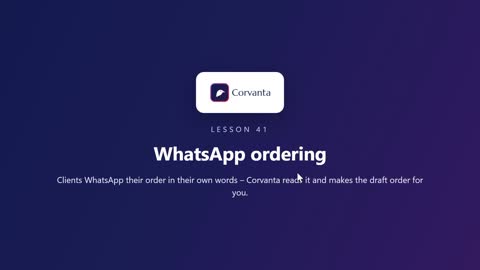 Corvanta
LESSON 41
WhatsApp ordering
Clients WhatsApp their order in their own words – Corvanta reads it and makes the draft order for
you.